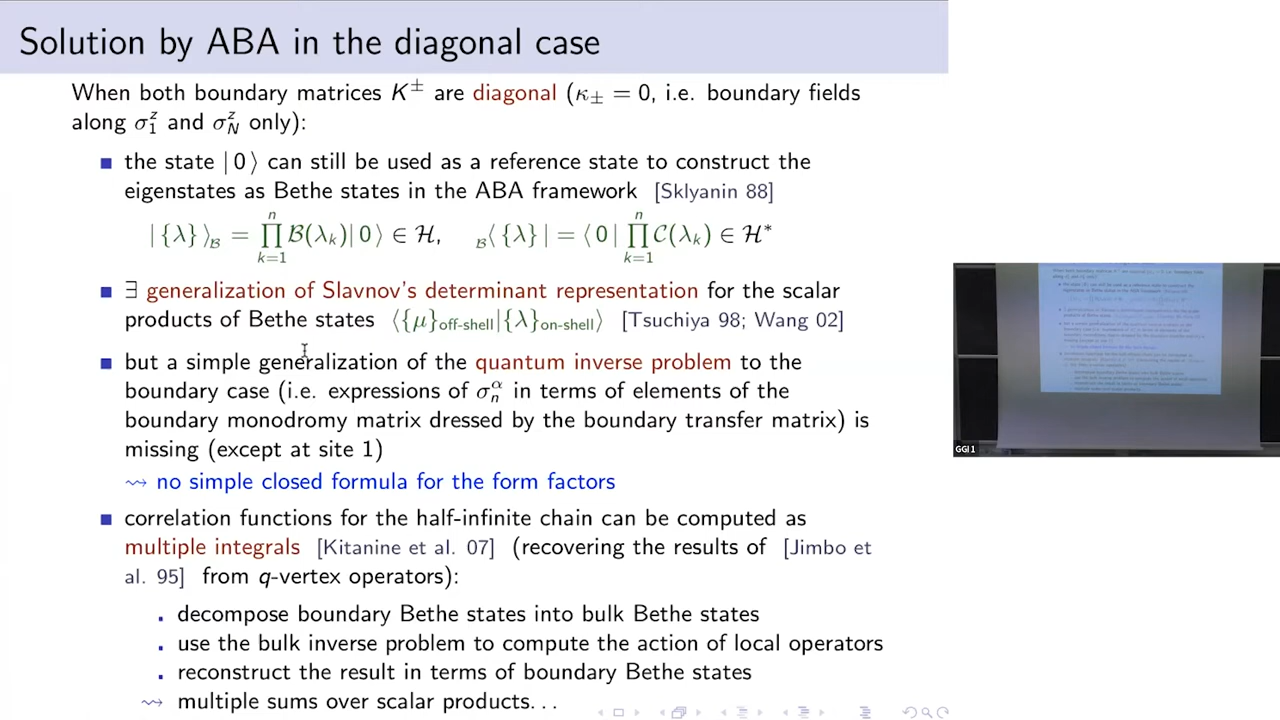 Solution by ABA in the diagonal case
When both boundary matrices K± are diagonal (κ± = 0, i.e. boundary fields
along σ₁ᶻ and σ_Nᶻ only):
■ the state |0⟩ can still be used as a reference state to construct the
eigenstates as Bethe states in the ABA framework [Sklyanin 88]
|{λ}⟩_B = ∏_{k=1}^{n} B(λ_k)|0⟩ ∈ H, _B⟨{λ}| = ⟨0| ∏_{k=1}^{n} C(λ_k) ∈ H*
■ ∃ generalization of Slavnov's determinant representation for the scalar
products of Bethe states ⟨{μ}_off-shell|{λ}_on-shell⟩ [Tsuchiya 98; Wang 02]
■ but a simple generalization of the quantum inverse problem to the
boundary case (i.e. expressions of σ_n^α in terms of elements of the
boundary monodromy matrix dressed by the boundary transfer matrix) is
missing (except at site 1)
⇝ no simple closed formula for the form factors
■ correlation functions for the half-infinite chain can be computed as
multiple integrals [Kitanine et al. 07] (recovering the results of [Jimbo et
al. 95] from q-vertex operators):
▪ decompose boundary Bethe states into bulk Bethe states
▪ use the bulk inverse problem to compute the action of local operators
▪ reconstruct the result in terms of boundary Bethe states
⇝ multiple sums over scalar products...
GGI 1